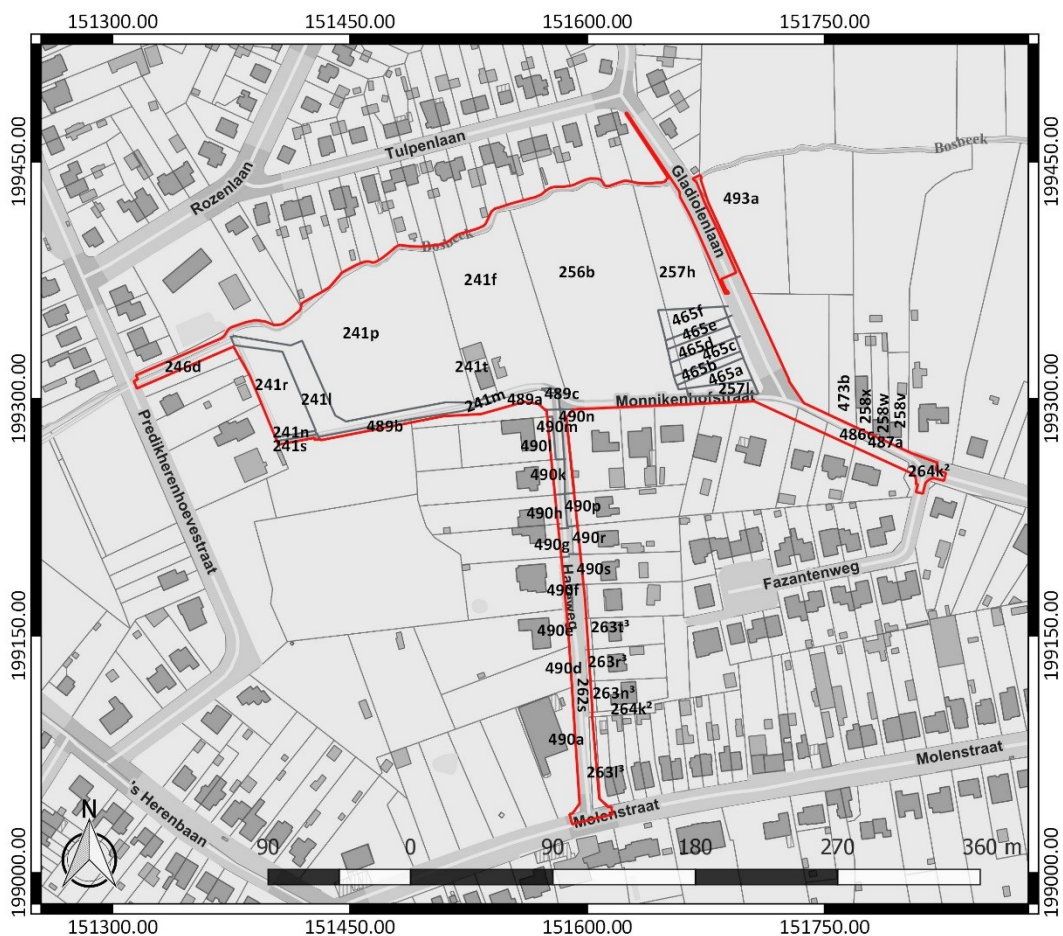 151300.00 151450.00 151600.00 151750.00
199450.00
199450.00
Tulpenlaan
Bosbeek
Rozenlaan
Gladiolenlaan
493a
Bosbeek
241f
256b
257h
465f
465e
465d
465c
465b
465a
257l
241p
246d
241t
241r
241l
199300.00
199300.00
241m
489a
489c
Monnikenhofstraat
473b
258x
258w
258v
241n
241s
489b
490n
490m
490l
486c
487a
264k²
490k
Predikherenhoevestraat
490h
490p
490g
490r
490s
Fazantenweg
490f
490e
263t³
199150.00
199150.00
490d
263r³
262s
263n³
264k²
490a
263l³
Molenstraat
Molenstraat
's Herenbaan
N
90 0 90 180 270 360 m
199000.00
199000.00
151300.00 151450.00 151600.00 151750.00